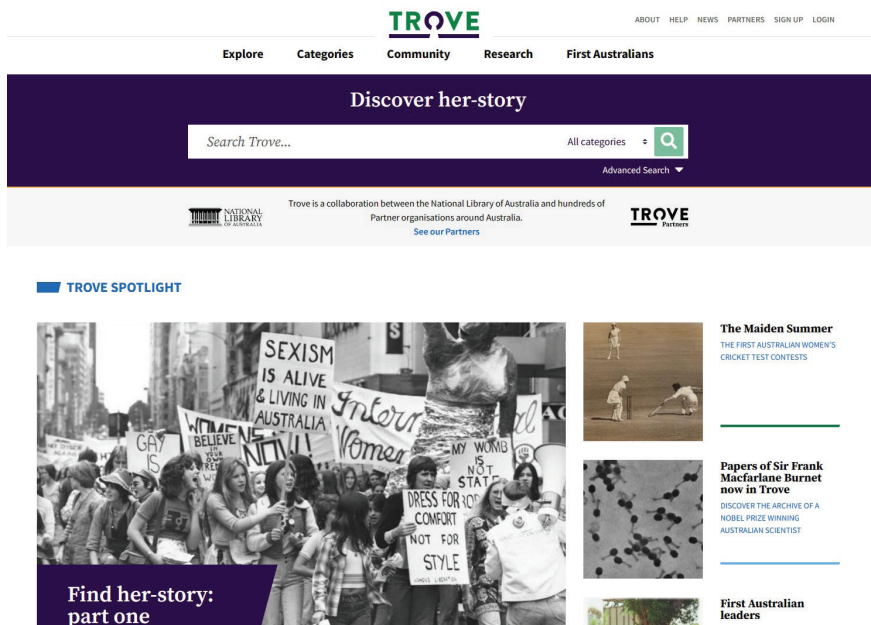 TROVE
ABOUT HELP NEWS PARTNERS SIGN UP LOGIN
Explore Categories Community Research First Australians
Discover her-story
Search Trove... All categories
Advanced Search
NATIONAL
LIBRARY
OF AUSTRALIA
Trove is a collaboration between the National Library of Australia and hundreds of
Partner organisations around Australia.
See our Partners
TROVE
Partners
TROVE SPOTLIGHT
SEXISM
IS ALIVE
& LIVING IN
AUSTRALIA
GAY
IS
WOMENS
BELIEVE
IN
YOUR
OWN
NOW!!
MY WOMB
IS
NOT
STATE
DRESS FOR
COMFORT
NOT FOR
STYLE
Find her-story:
part one
The Maiden Summer
THE FIRST AUSTRALIAN WOMEN'S
CRICKET TEST CONTESTS
Papers of Sir Frank
Macfarlane Burnet
now in Trove
DISCOVER THE ARCHIVE OF A
NOBEL PRIZE WINNING
AUSTRALIAN SCIENTIST
First Australian
leaders